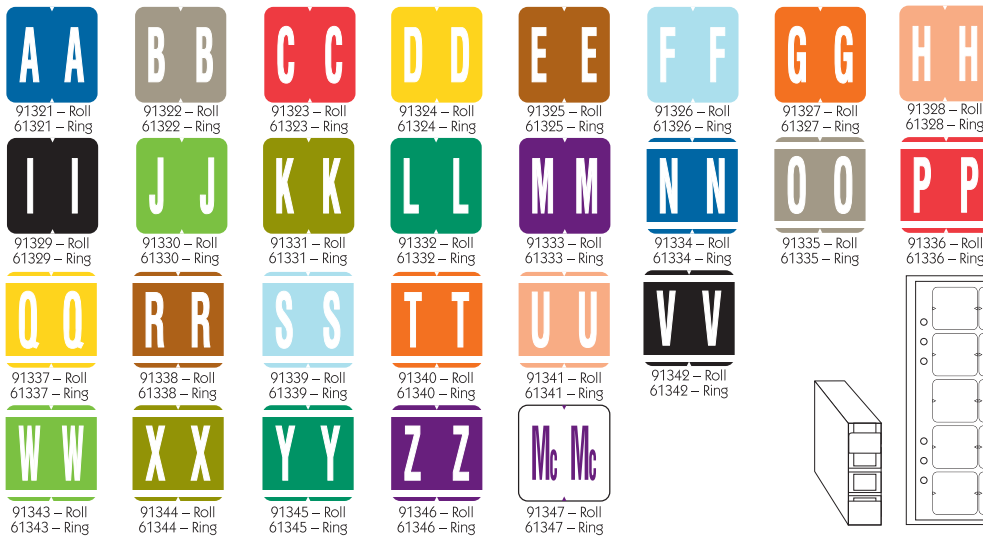 A A B B C C D D E E F F G G H H
91321 – Roll 91322 – Roll 91323 – Roll 91324 – Roll 91325 – Roll 91326 – Roll 91327 – Roll 91328 – Roll
61321 – Ring 61322 – Ring 61323 – Ring 61324 – Ring 61325 – Ring 61326 – Ring 61327 – Ring 61328 – Ring
I I J J K K L L M M N N O O P P
91329 – Roll 91330 – Roll 91331 – Roll 91332 – Roll 91333 – Roll 91334 – Roll 91335 – Roll 91336 – Roll
61329 – Ring 61330 – Ring 61331 – Ring 61332 – Ring 61333 – Ring 61334 – Ring 61335 – Ring 61336 – Ring
Q Q R R S S T T U U V V
91337 – Roll 91338 – Roll 91339 – Roll 91340 – Roll 91341 – Roll 91342 – Roll
61337 – Ring 61338 – Ring 61339 – Ring 61340 – Ring 61341 – Ring 61342 – Ring
W W X X Y Y Z Z Mc Mc
91343 – Roll 91344 – Roll 91345 – Roll 91346 – Roll 91347 – Roll
61343 – Ring 61344 – Ring 61345 – Ring 61346 – Ring 61347 – Ring